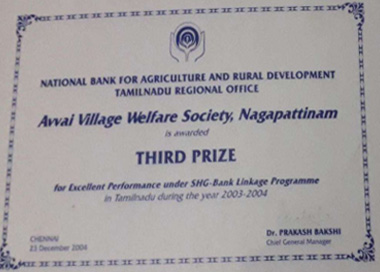 NATIONAL BANK FOR AGRICULTURE AND RURAL DEVELOPMENT
TAMILNADU REGIONAL OFFICE
Avvai Village Welfare Society, Nagapattinam
is awarded
THIRD PRIZE
for Excellent Performance under SHG-Bank Linkage Programme
in Tamilnadu during the year 2003-2004
CHENNAI
23 December 2004
Dr. PRAKASH BAKSHI
Chief General Manager